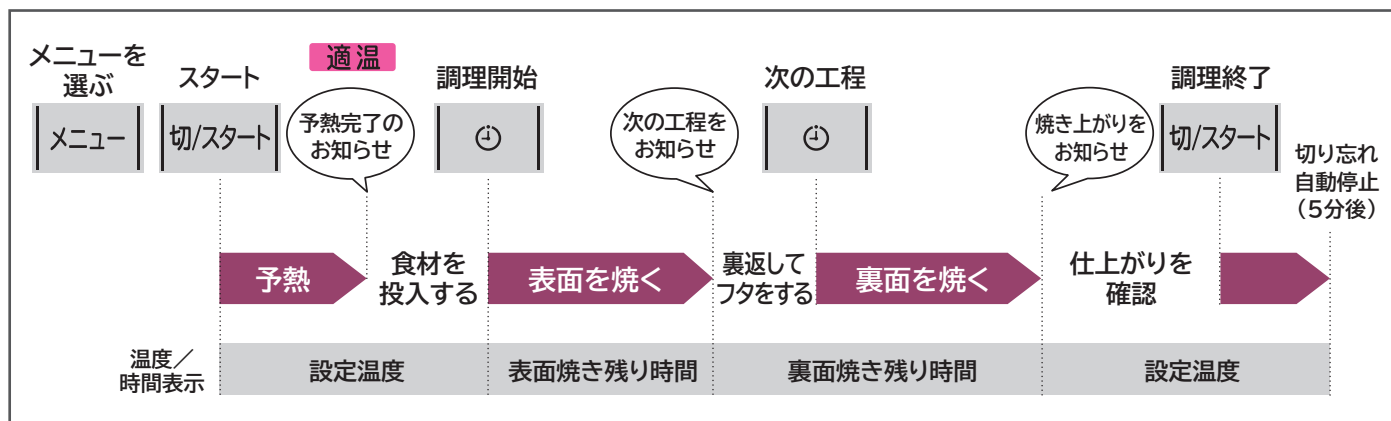 メニューを
選ぶ
メニュー
スタート
切/スタート
適温
予熱完了の
お知らせ
調理開始
次の工程を
お知らせ
次の工程
焼き上がりを
お知らせ
調理終了
切/スタート
切り忘れ
自動停止
（5分後）
予熱
食材を
投入する
表面を焼く
裏返して
フタをする
裏面を焼く
仕上がりを
確認
温度／
時間表示
設定温度
表面焼き残り時間
裏面焼き残り時間
設定温度